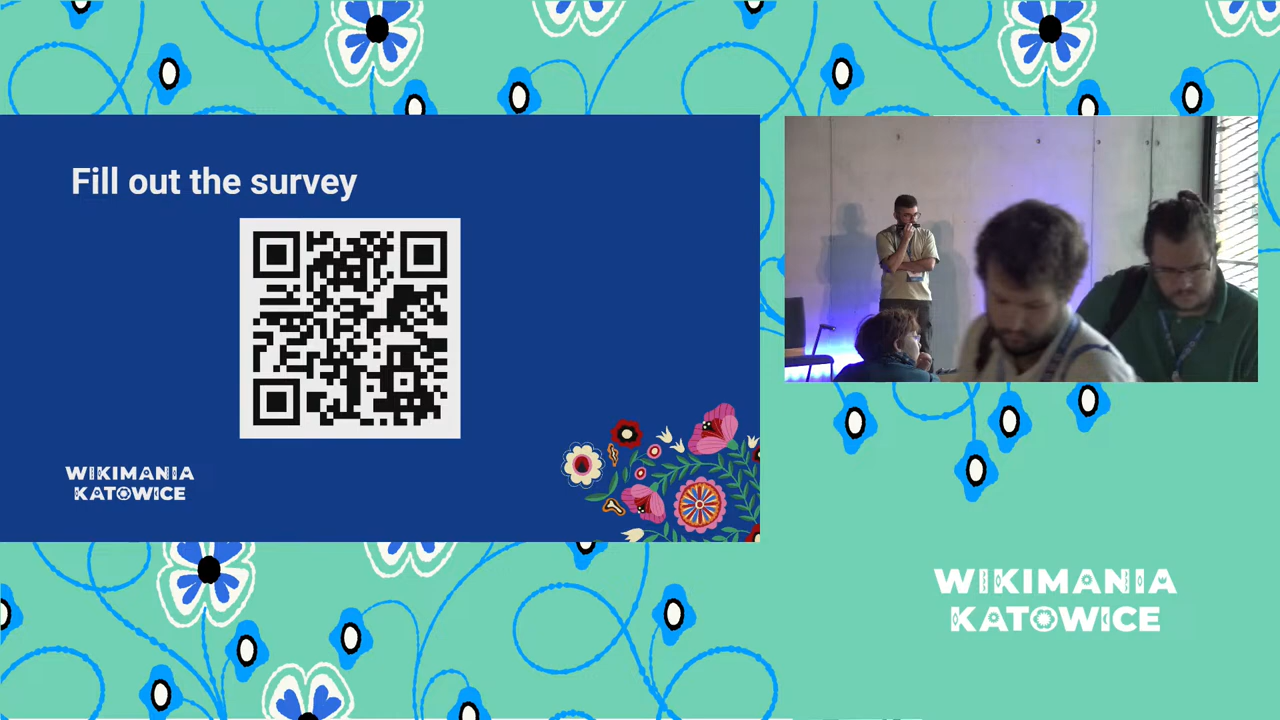 Fill out the survey
WIKIMANIA
KATOWICE
WIKIMANIA
KATOWICE